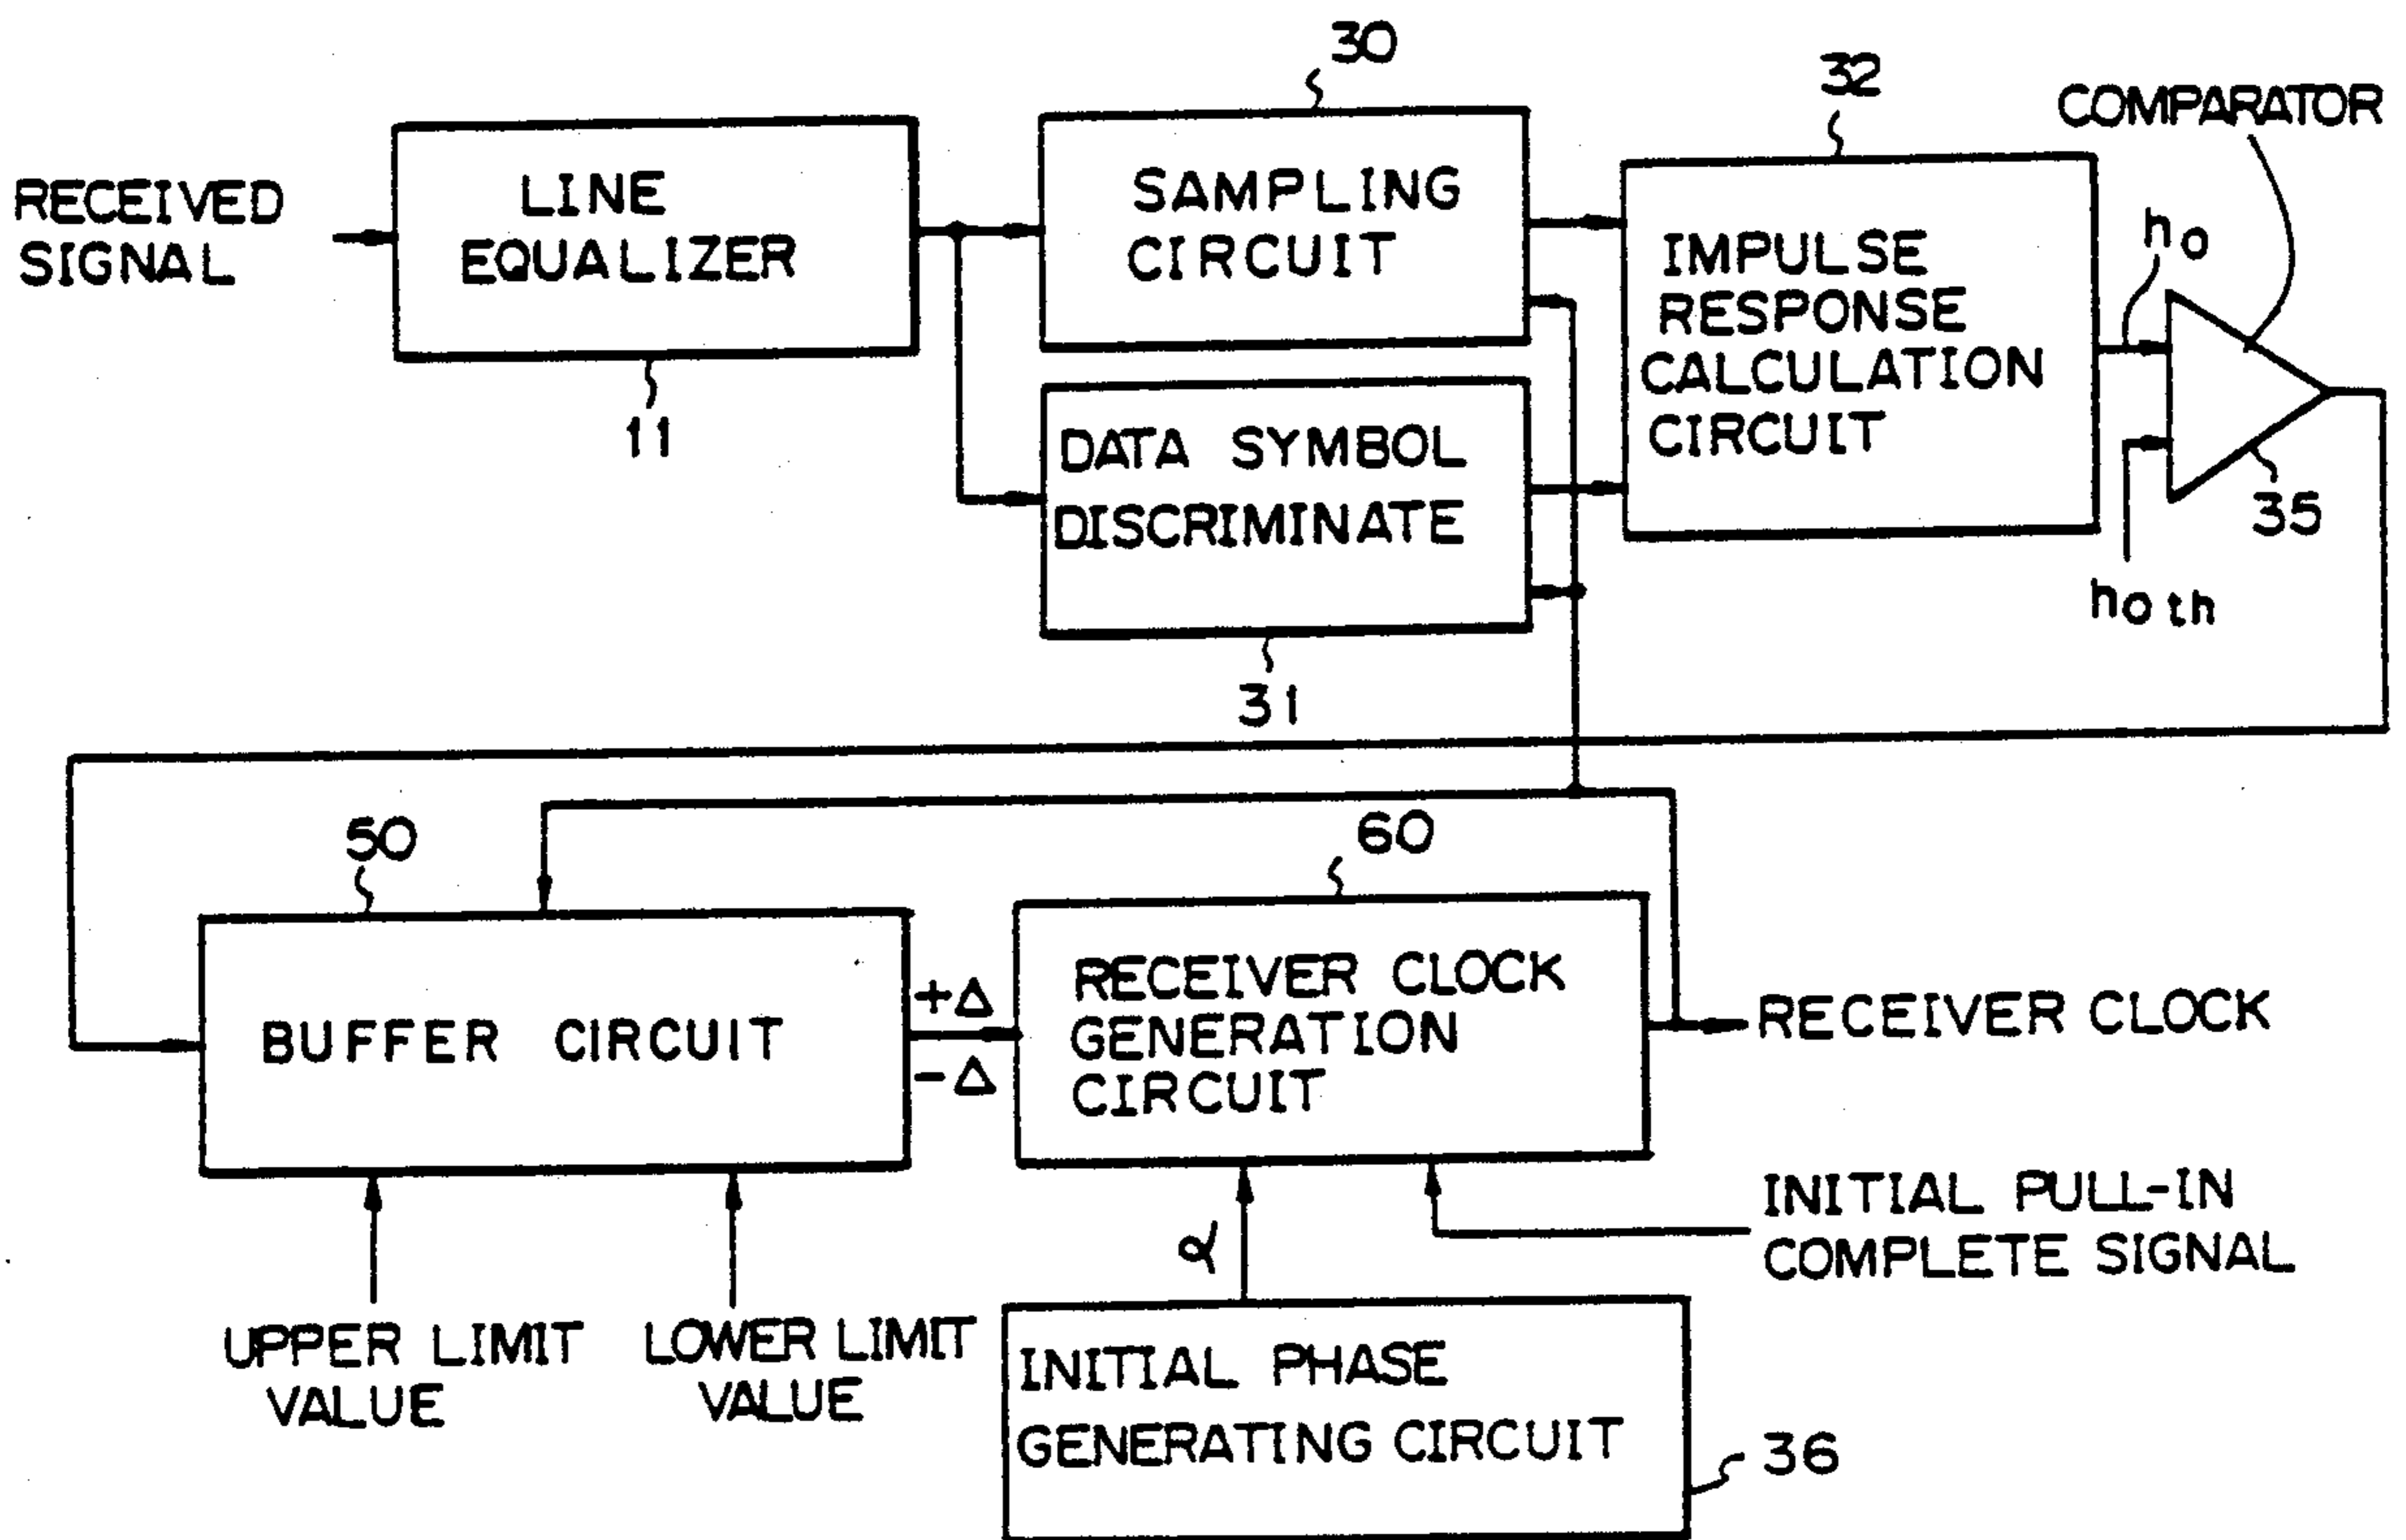 30
32
COMPARATOR
RECEIVED
SIGNAL
LINE
EQUALIZER
11
SAMPLING
CIRCUIT
DATA SYMBOL
DISCRIMINATE
31
IMPULSE
RESPONSE
CALCULATION
CIRCUIT
ho
hoth
35
50
60
BUFFER CIRCUIT
+Δ
-Δ
RECEIVER CLOCK
GENERATION
CIRCUIT
RECEIVER CLOCK
UPPER LIMIT
VALUE
LOWER LIMIT
VALUE
α
INITIAL PULL-IN
COMPLETE SIGNAL
INITIAL PHASE
GENERATING CIRCUIT
36